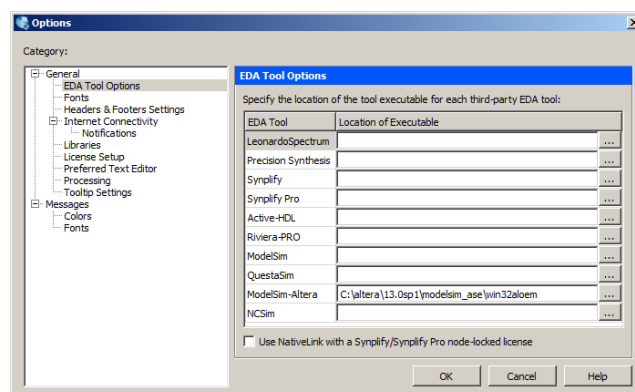 Options
Category:
General
EDA Tool Options
Fonts
Headers & Footers Settings
Internet Connectivity
Notifications
Libraries
License Setup
Preferred Text Editor
Processing
Tooltip Settings
Messages
Colors
Fonts
EDA Tool Options
Specify the location of the tool executable for each third-party EDA tool:
EDA Tool Location of Executable
LeonardoSpectrum ...
Precision Synthesis ...
Synplify ...
Synplify Pro ...
Active-HDL ...
Riviera-PRO ...
ModelSim ...
QuestaSim ...
ModelSim-Altera C:\altera\13.0sp1\modelsim_ase\win32aloem ...
NCSim ...
Use NativeLink with a Synplify/Synplify Pro node-locked license
OK Cancel Help